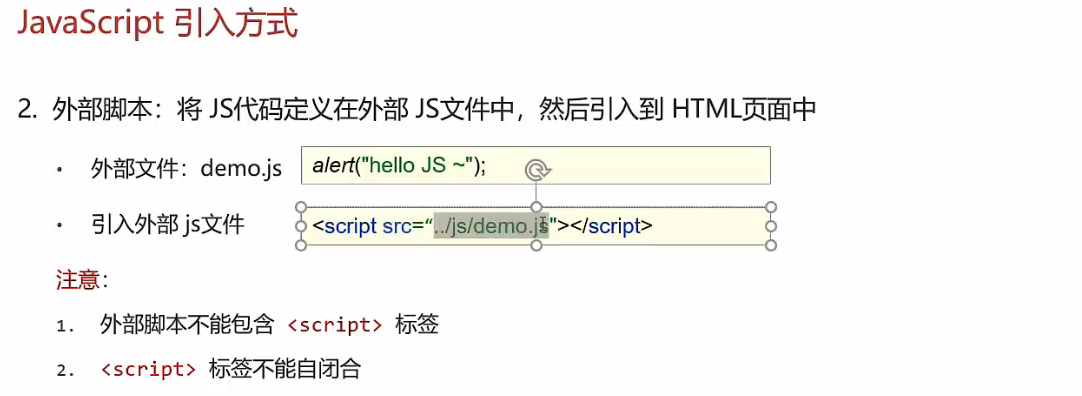 JavaScript 引入方式
2. 外部脚本：将 JS代码定义在外部 JS文件中，然后引入到 HTML页面中
• 外部文件：demo.js
alert("hello JS ~");
• 引入外部 js文件
<script src=“../js/demo.js"></script>
注意：
1. 外部脚本不能包含 <script> 标签
2. <script> 标签不能自闭合